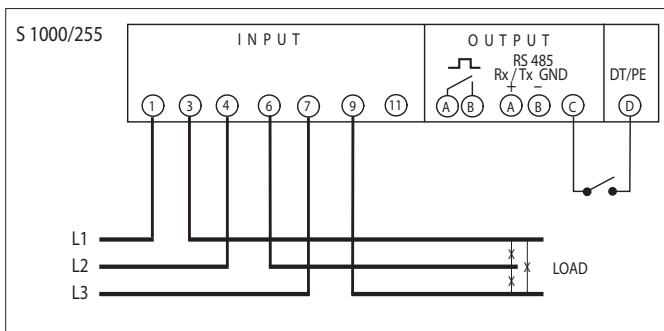 S 1000/255
INPUT
OUTPUT
RS 485
Rx / Tx GND
+ −
DT/PE
1 3 4 6 7 9 11
A B A B C D
L1
L2
L3
LOAD